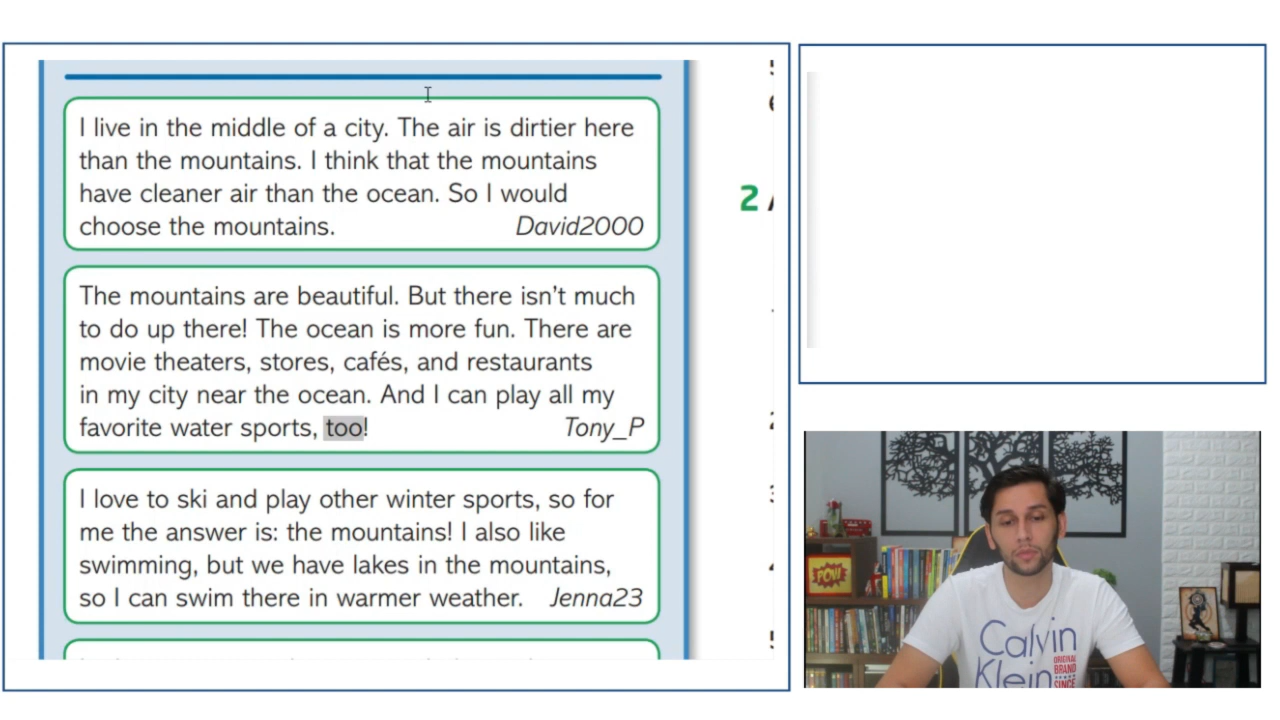 I live in the middle of a city. The air is dirtier here
than the mountains. I think that the mountains
have cleaner air than the ocean. So I would
choose the mountains. David2000
The mountains are beautiful. But there isn't much
to do up there! The ocean is more fun. There are
movie theaters, stores, cafés, and restaurants
in my city near the ocean. And I can play all my
favorite water sports, too! Tony_P
I love to ski and play other winter sports, so for
me the answer is: the mountains! I also like
swimming, but we have lakes in the mountains,
so I can swim there in warmer weather. Jenna23
2
POW
Calvin
Klein
ORIGINAL
BRAND
SINCE